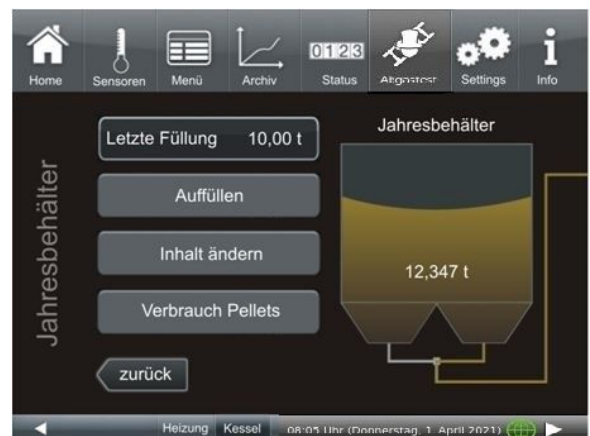 0123
i
Home Sensoren Menü Archiv Status Abgastest Settings Info
Jahresbehälter
Letzte Füllung 10,00 t
Auffüllen
Inhalt ändern
Verbrauch Pellets
zurück
Jahresbehälter
12,347 t
Heizung Kessel 08:05 Uhr (Donnerstag, 1. April 2021)